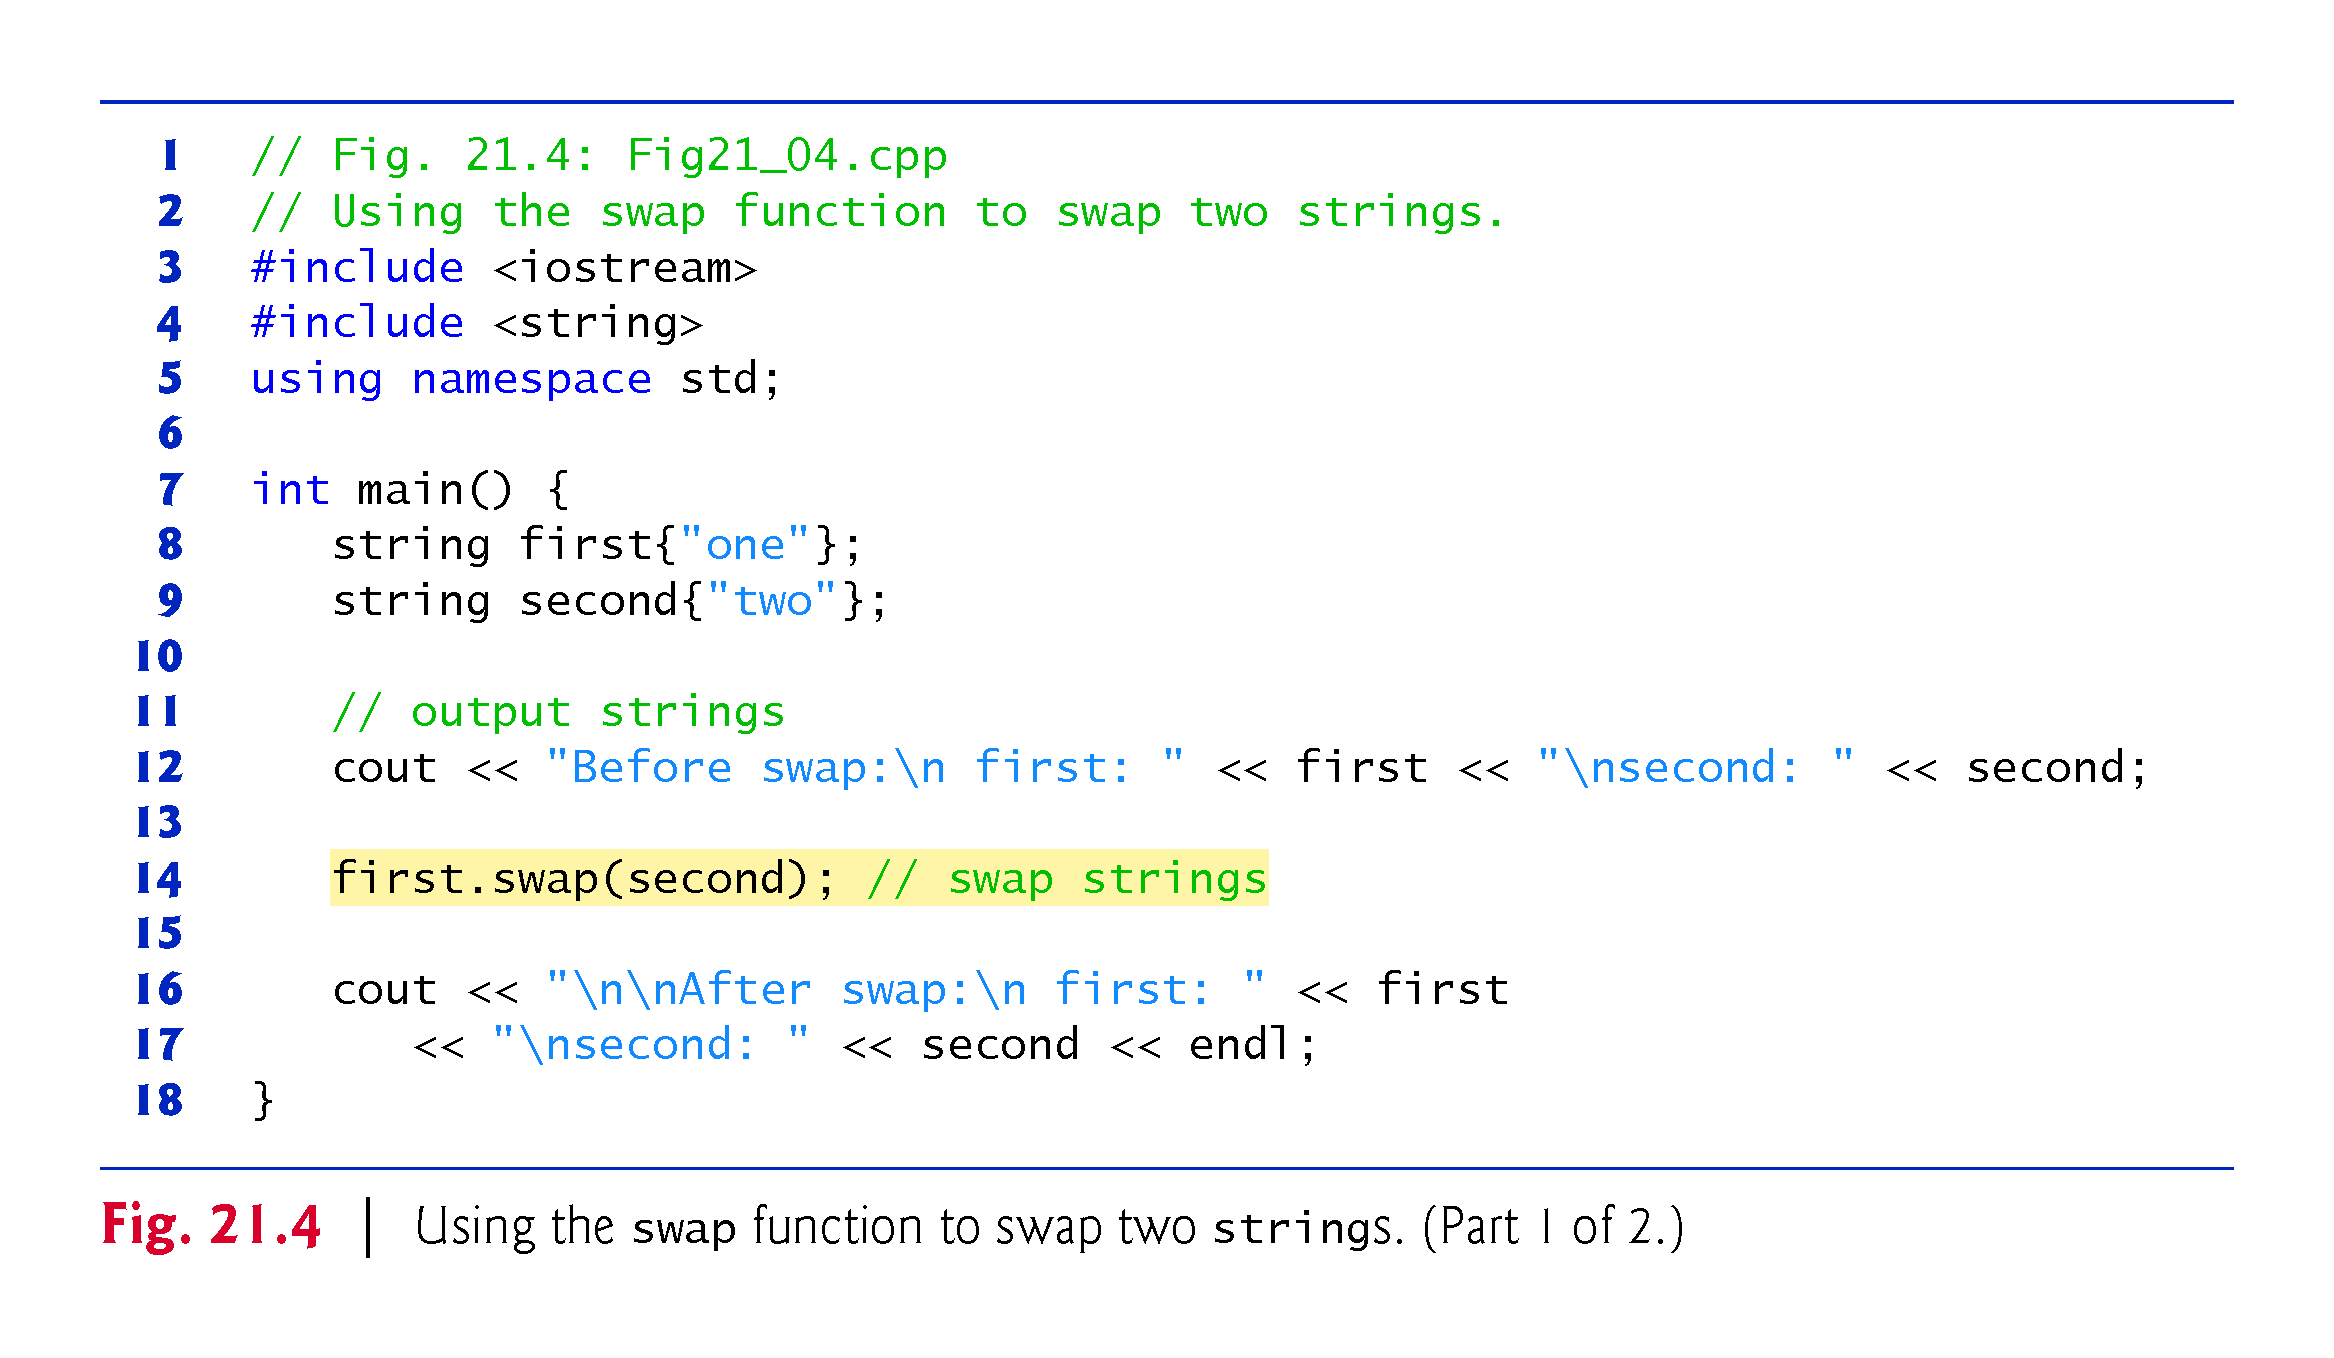 1 // Fig. 21.4: Fig21_04.cpp
2 // Using the swap function to swap two strings.
3 #include <iostream>
4 #include <string>
5 using namespace std;
6
7 int main() {
8    string first{"one"};
9    string second{"two"};
10
11    // output strings
12    cout << "Before swap:\n first: " << first << "\nsecond: " << second;
13
14    first.swap(second); // swap strings
15
16    cout << "\n\nAfter swap:\n first: " << first
17       << "\nsecond: " << second << endl;
18 }
Fig. 21.4 | Using the swap function to swap two strings. (Part 1 of 2.)